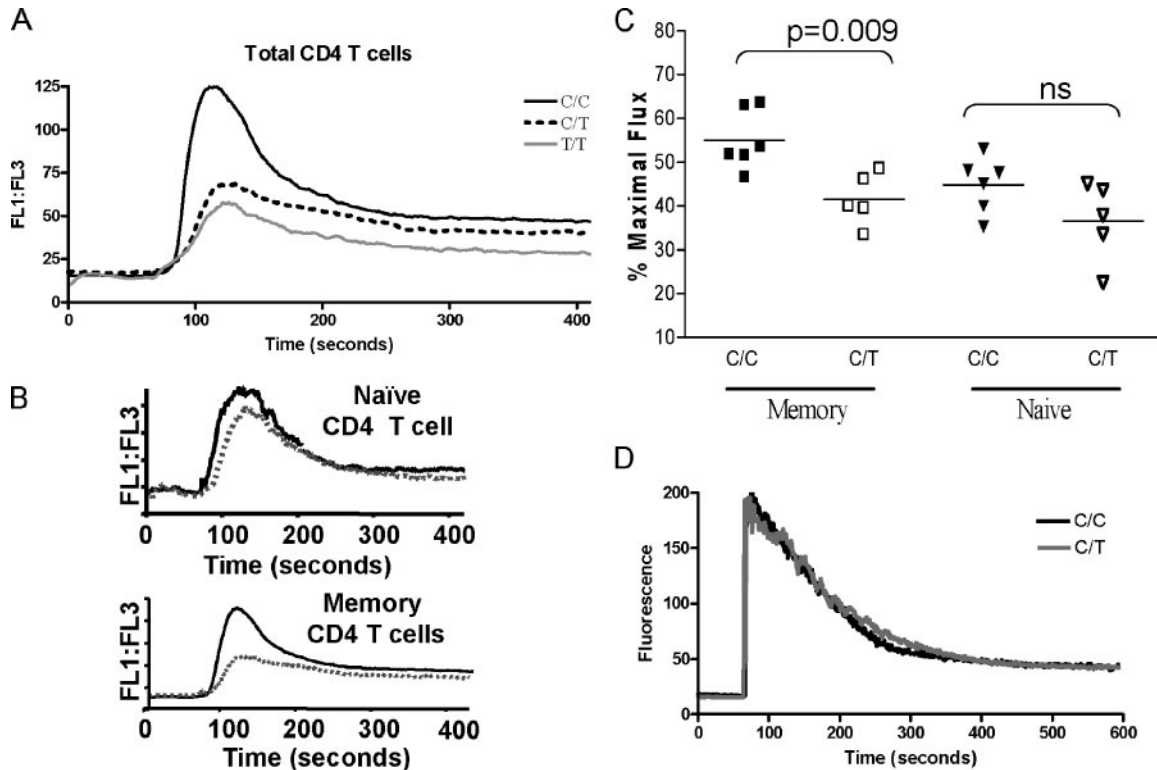 A
Total CD4 T cells
FL1:FL3
125
100
75
50
25
0
C/C
C/T
T/T
0 100 200 300 400
Time (seconds)
B
Naïve
CD4 T cell
FL1:FL3
0 100 200 300 400
Time (seconds)
Memory
CD4 T cells
FL1:FL3
0 100 200 300 400
Time (seconds)
C
p=0.009
ns
% Maximal Flux
80
70
60
50
40
30
20
10
C/C C/T C/C C/T
Memory Naive
D
Fluorescence
200
150
100
50
0
C/C
C/T
0 100 200 300 400 500 600
Time (seconds)